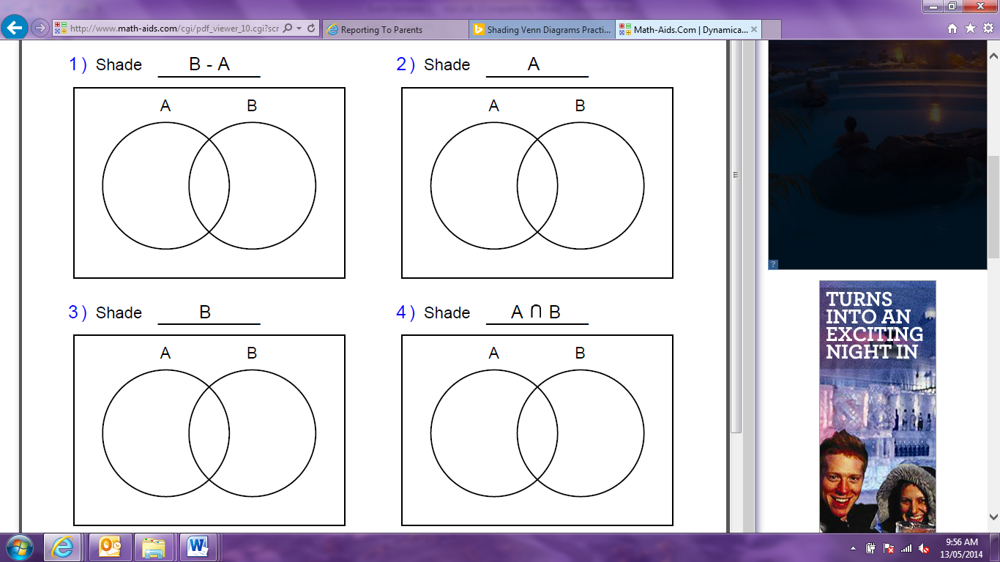 http://www.math-aids.com/cgi/pdf_viewer_10.cgi?scr
Reporting To Parents
Shading Venn Diagrams Practi...
Math-Aids.Com | Dynamica...
1) Shade B - A
A B
2) Shade A
A B
3) Shade B
A B
4) Shade A ∩ B
A B
?
TURNS
INTO AN
EXCITING
NIGHT IN
9:56 AM
13/05/2014